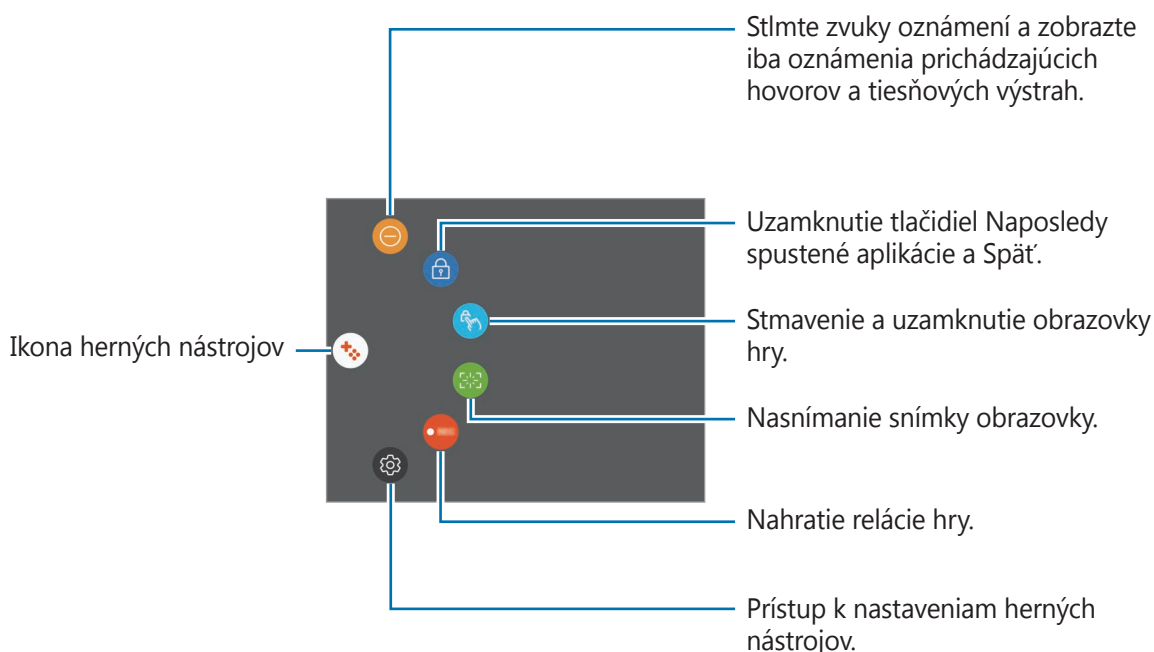 Stlmte zvuky oznámení a zobrazte
iba oznámenia prichádzajúcich
hovorov a tiesňových výstrah.
Uzamknutie tlačidiel Naposledy
spustené aplikácie a Späť.
Ikona herných nástrojov
Stmavenie a uzamknutie obrazovky
hry.
Nasnímanie snímky obrazovky.
Nahratie relácie hry.
Prístup k nastaveniam herných
nástrojov.